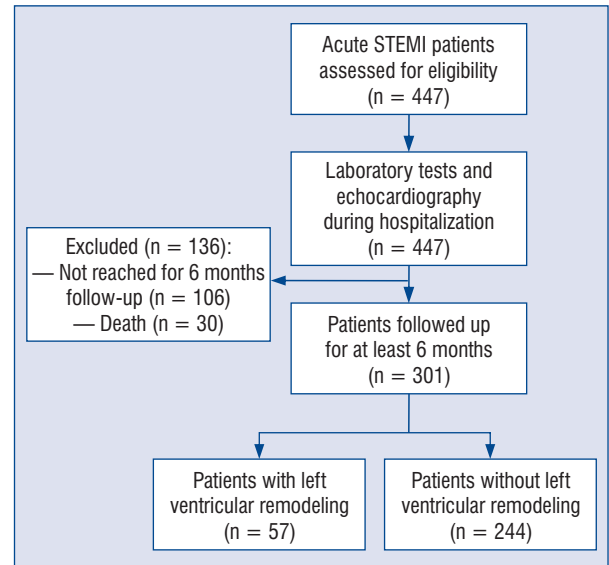 Acute STEMI patients
assessed for eligibility
(n = 447)
Laboratory tests and
echocardiography
during hospitalization
(n = 447)
Excluded (n = 136):
— Not reached for 6 months
follow-up (n = 106)
— Death (n = 30)
Patients followed up
for at least 6 months
(n = 301)
Patients with left
ventricular remodeling
(n = 57)
Patients without left
ventricular remodeling
(n = 244)